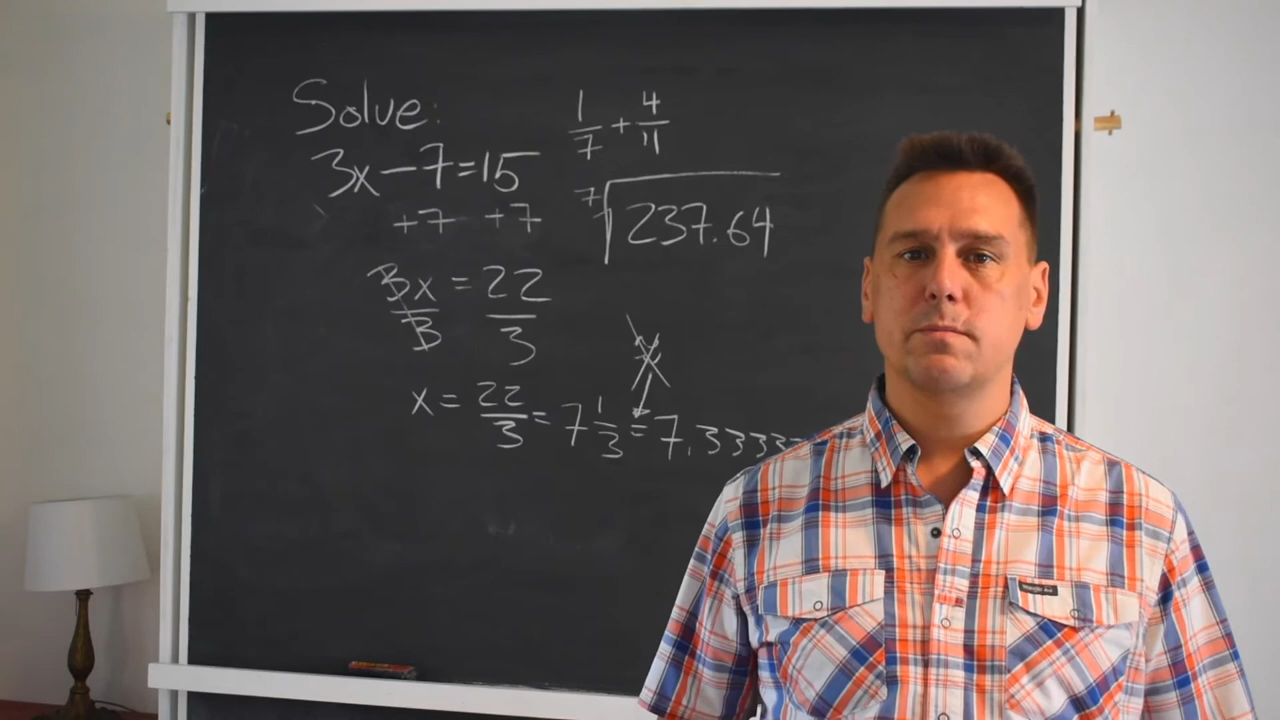 Solve:
3x - 7 = 15
+7 +7
3x = 22
3 3
x = 22/3 = 7 1/3 = 7.3333
1/7 + 4/11
7√237.64